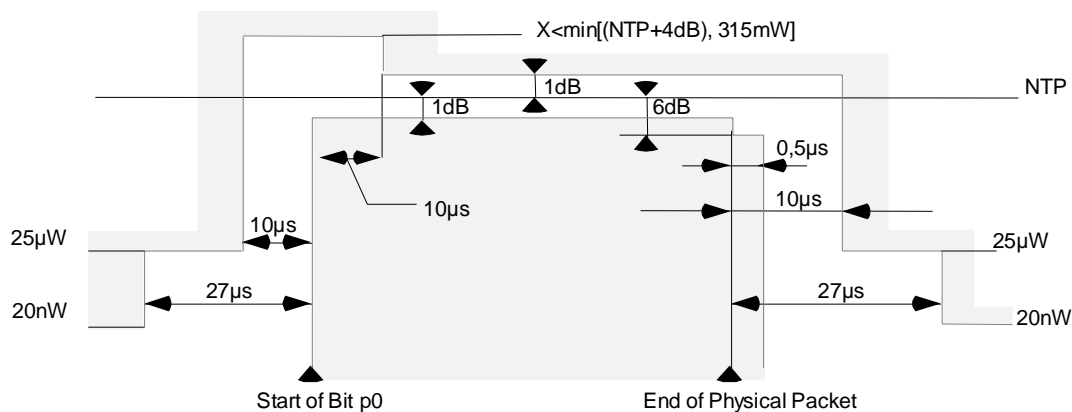 X<min[(NTP+4dB), 315mW]
NTP
1dB
1dB
6dB
0,5µs
10µs
10µs
10µs
25µW
25µW
27µs
27µs
20nW
20nW
Start of Bit p0
End of Physical Packet